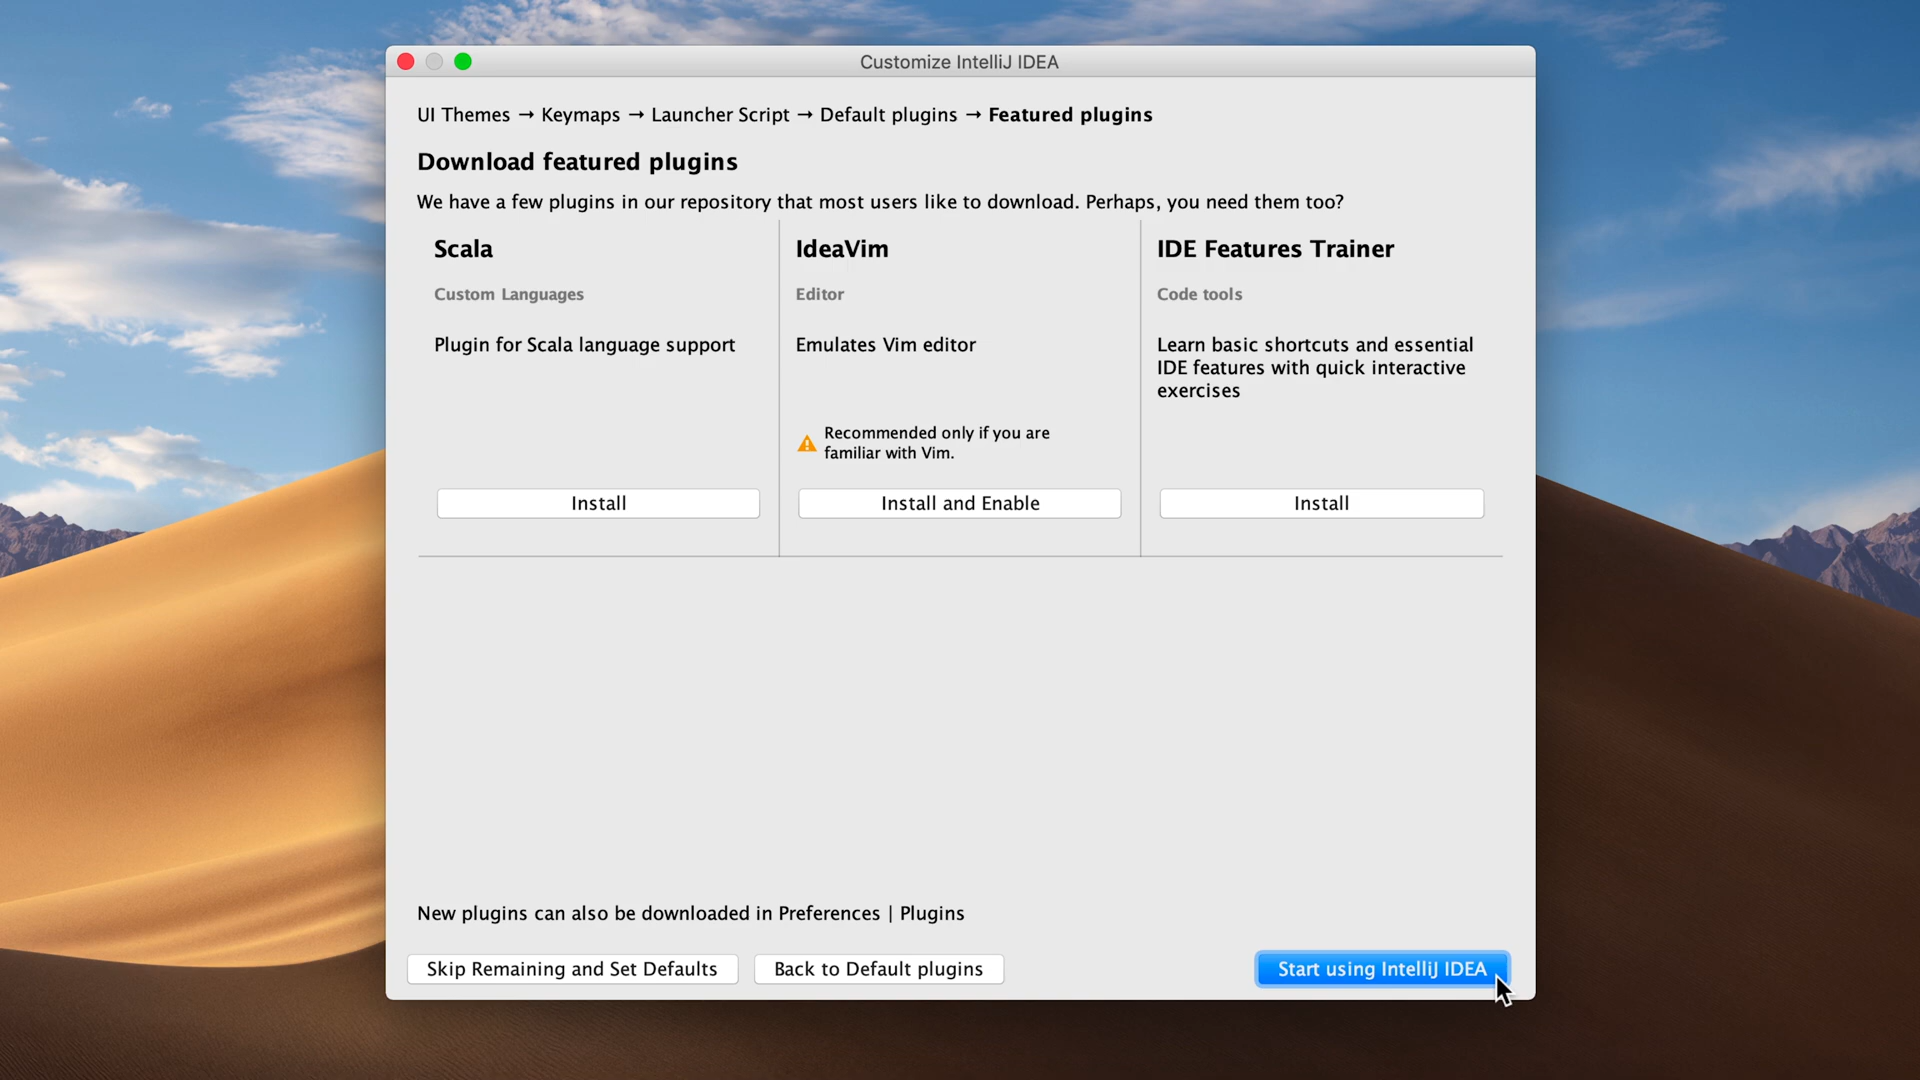 Customize IntelliJ IDEA
UI Themes → Keymaps → Launcher Script → Default plugins → Featured plugins
Download featured plugins
We have a few plugins in our repository that most users like to download. Perhaps, you need them too?
Scala
Custom Languages
Plugin for Scala language support
Install
IdeaVim
Editor
Emulates Vim editor
Recommended only if you are
familiar with Vim.
Install and Enable
IDE Features Trainer
Code tools
Learn basic shortcuts and essential
IDE features with quick interactive
exercises
Install
New plugins can also be downloaded in Preferences | Plugins
Skip Remaining and Set Defaults
Back to Default plugins
Start using IntelliJ IDEA